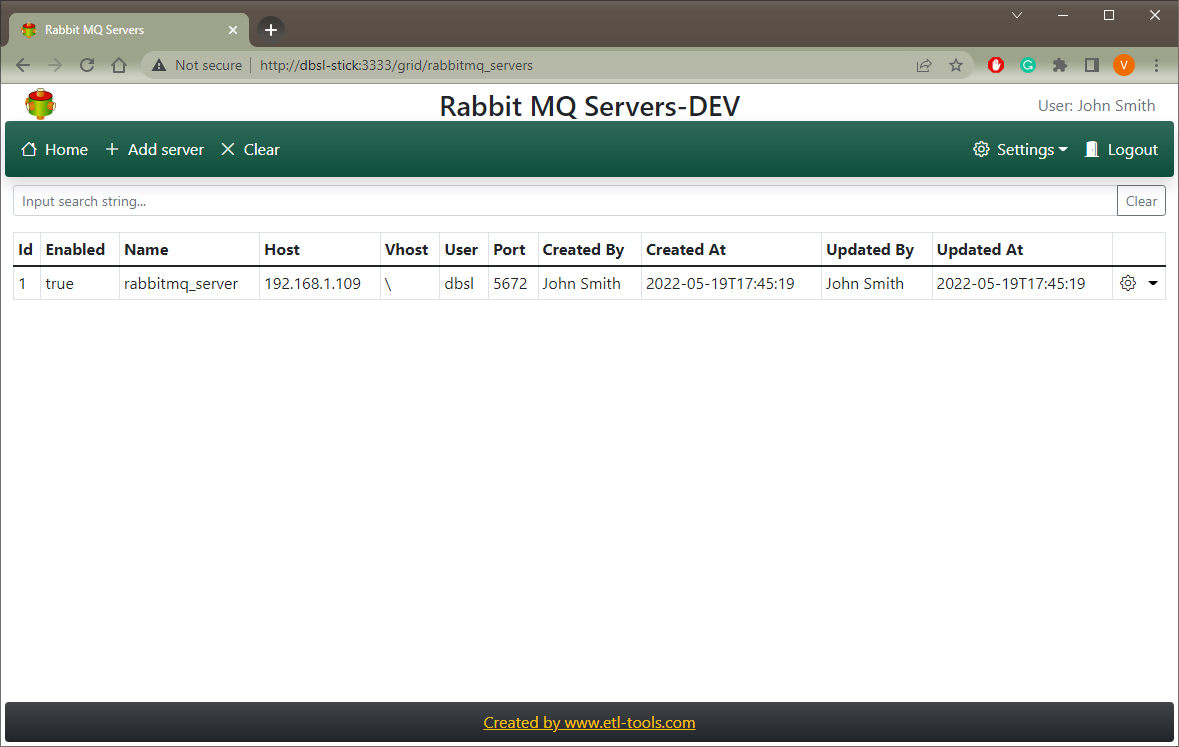 Rabbit MQ Servers
Not secure http://dbsl-stick:3333/grid/rabbitmq_servers
G
V
Rabbit MQ Servers-DEV
User: John Smith
Home Add server Clear Settings Logout
Input search string... Clear
Id Enabled Name Host Vhost User Port Created By Created At Updated By Updated At
1 true rabbitmq_server 192.168.1.109 \ dbsl 5672 John Smith 2022-05-19T17:45:19 John Smith 2022-05-19T17:45:19
Created by www.etl-tools.com